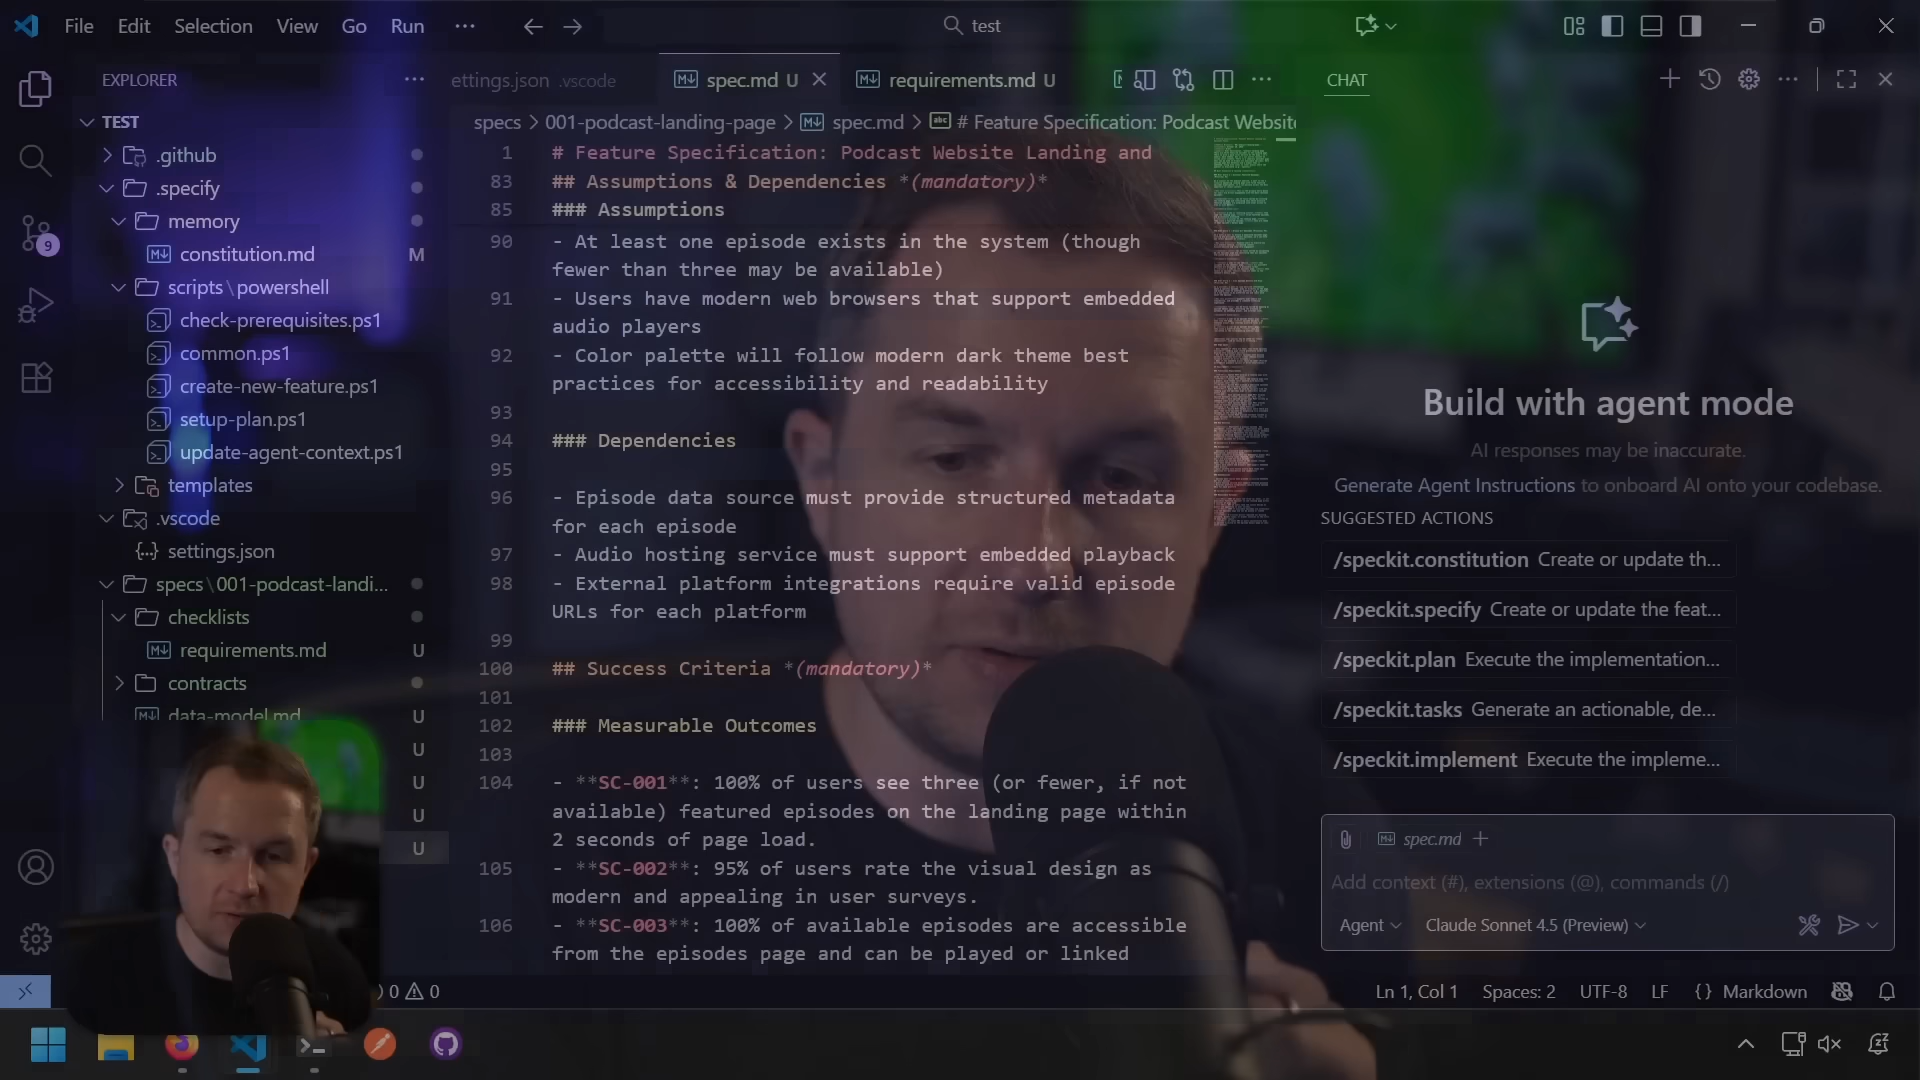 File Edit Selection View Go Run ···
test
EXPLORER
TEST
.github
.specify
memory
constitution.md M
scripts\powershell
check-prerequisites.ps1
common.ps1
create-new-feature.ps1
setup-plan.ps1
update-agent-context.ps1
templates
.vscode
settings.json
specs\001-podcast-landi...
checklists
requirements.md U
contracts
data-model.md U
U
U
U
U
9
ettings.json .vscode
spec.md U
requirements.md U
specs > 001-podcast-landing-page > spec.md > # Feature Specification: Podcast Website
1 # Feature Specification: Podcast Website Landing and
83 ## Assumptions & Dependencies *(mandatory)*
85 ### Assumptions
90 - At least one episode exists in the system (though
fewer than three may be available)
91 - Users have modern web browsers that support embedded
audio players
92 - Color palette will follow modern dark theme best
practices for accessibility and readability
93
94 ### Dependencies
95
96 - Episode data source must provide structured metadata
for each episode
97 - Audio hosting service must support embedded playback
98 - External platform integrations require valid episode
URLs for each platform
99
100 ## Success Criteria *(mandatory)*
101
102 ### Measurable Outcomes
103
104 - **SC-001**: 100% of users see three (or fewer, if not
available) featured episodes on the landing page within
2 seconds of page load.
105 - **SC-002**: 95% of users rate the visual design as
modern and appealing in user surveys.
106 - **SC-003**: 100% of available episodes are accessible
from the episodes page and can be played or linked
CHAT
Build with agent mode
AI responses may be inaccurate.
Generate Agent Instructions to onboard AI onto your codebase.
SUGGESTED ACTIONS
/speckit.constitution Create or update th...
/speckit.specify Create or update the feat...
/speckit.plan Execute the implementation...
/speckit.tasks Generate an actionable, de...
/speckit.implement Execute the impleme...
spec.md
Add context (#), extensions (@), commands (/)
Agent Claude Sonnet 4.5 (Preview)
0 0
Ln 1, Col 1 Spaces: 2 UTF-8 LF {} Markdown